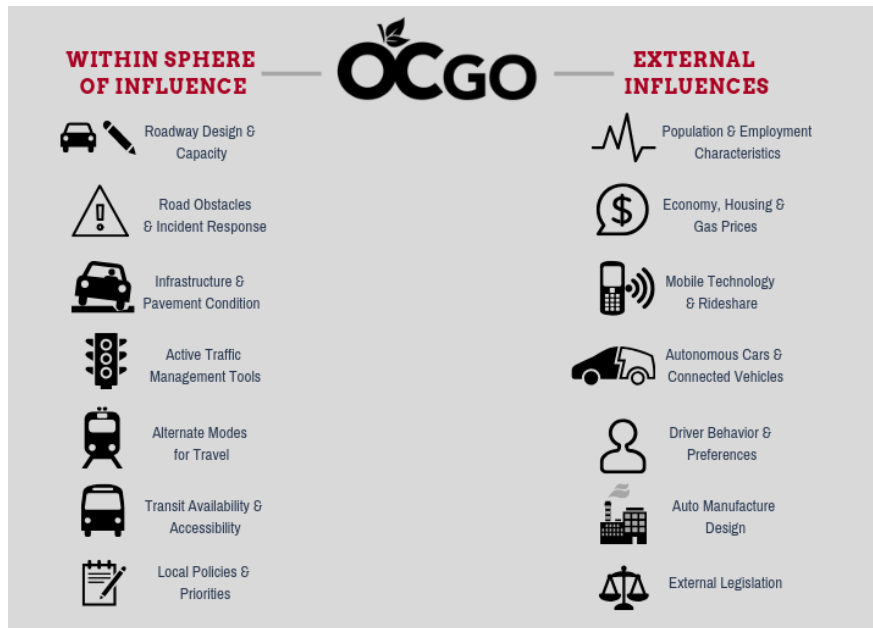 WITHIN SPHERE
OF INFLUENCE
OCGO
EXTERNAL
INFLUENCES
Roadway Design &
Capacity
Road Obstacles
& Incident Response
Infrastructure &
Pavement Condition
Active Traffic
Management Tools
Alternate Modes
for Travel
Transit Availability &
Accessibility
Local Policies &
Priorities
Population & Employment
Characteristics
Economy, Housing &
Gas Prices
Mobile Technology
& Rideshare
Autonomous Cars &
Connected Vehicles
Driver Behavior &
Preferences
Auto Manufacture
Design
External Legislation